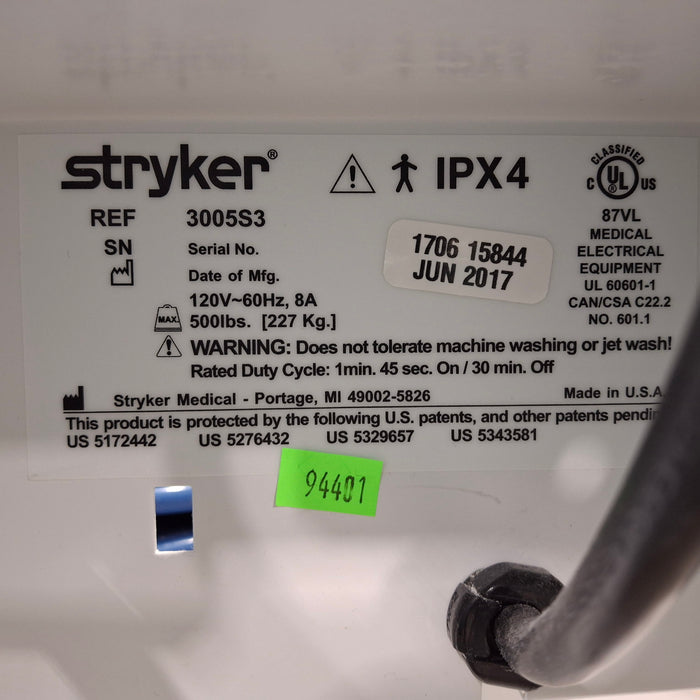 stryker® IPX4
CLASSIFIED
C UL US
REF 3005S3
87VL
MEDICAL
ELECTRICAL
EQUIPMENT
UL 60601-1
CAN/CSA C22.2
NO. 601.1
SN Serial No.
Date of Mfg.
1706 15844
JUN 2017
120V~60Hz, 8A
MAX. 500lbs. [227 Kg.]
WARNING: Does not tolerate machine washing or jet wash!
Rated Duty Cycle: 1min. 45 sec. On / 30 min. Off
Stryker Medical - Portage, MI 49002-5826 Made in U.S.A.
This product is protected by the following U.S. patents, and other patents pendin
US 5172442 US 5276432 US 5329657 US 5343581
94401